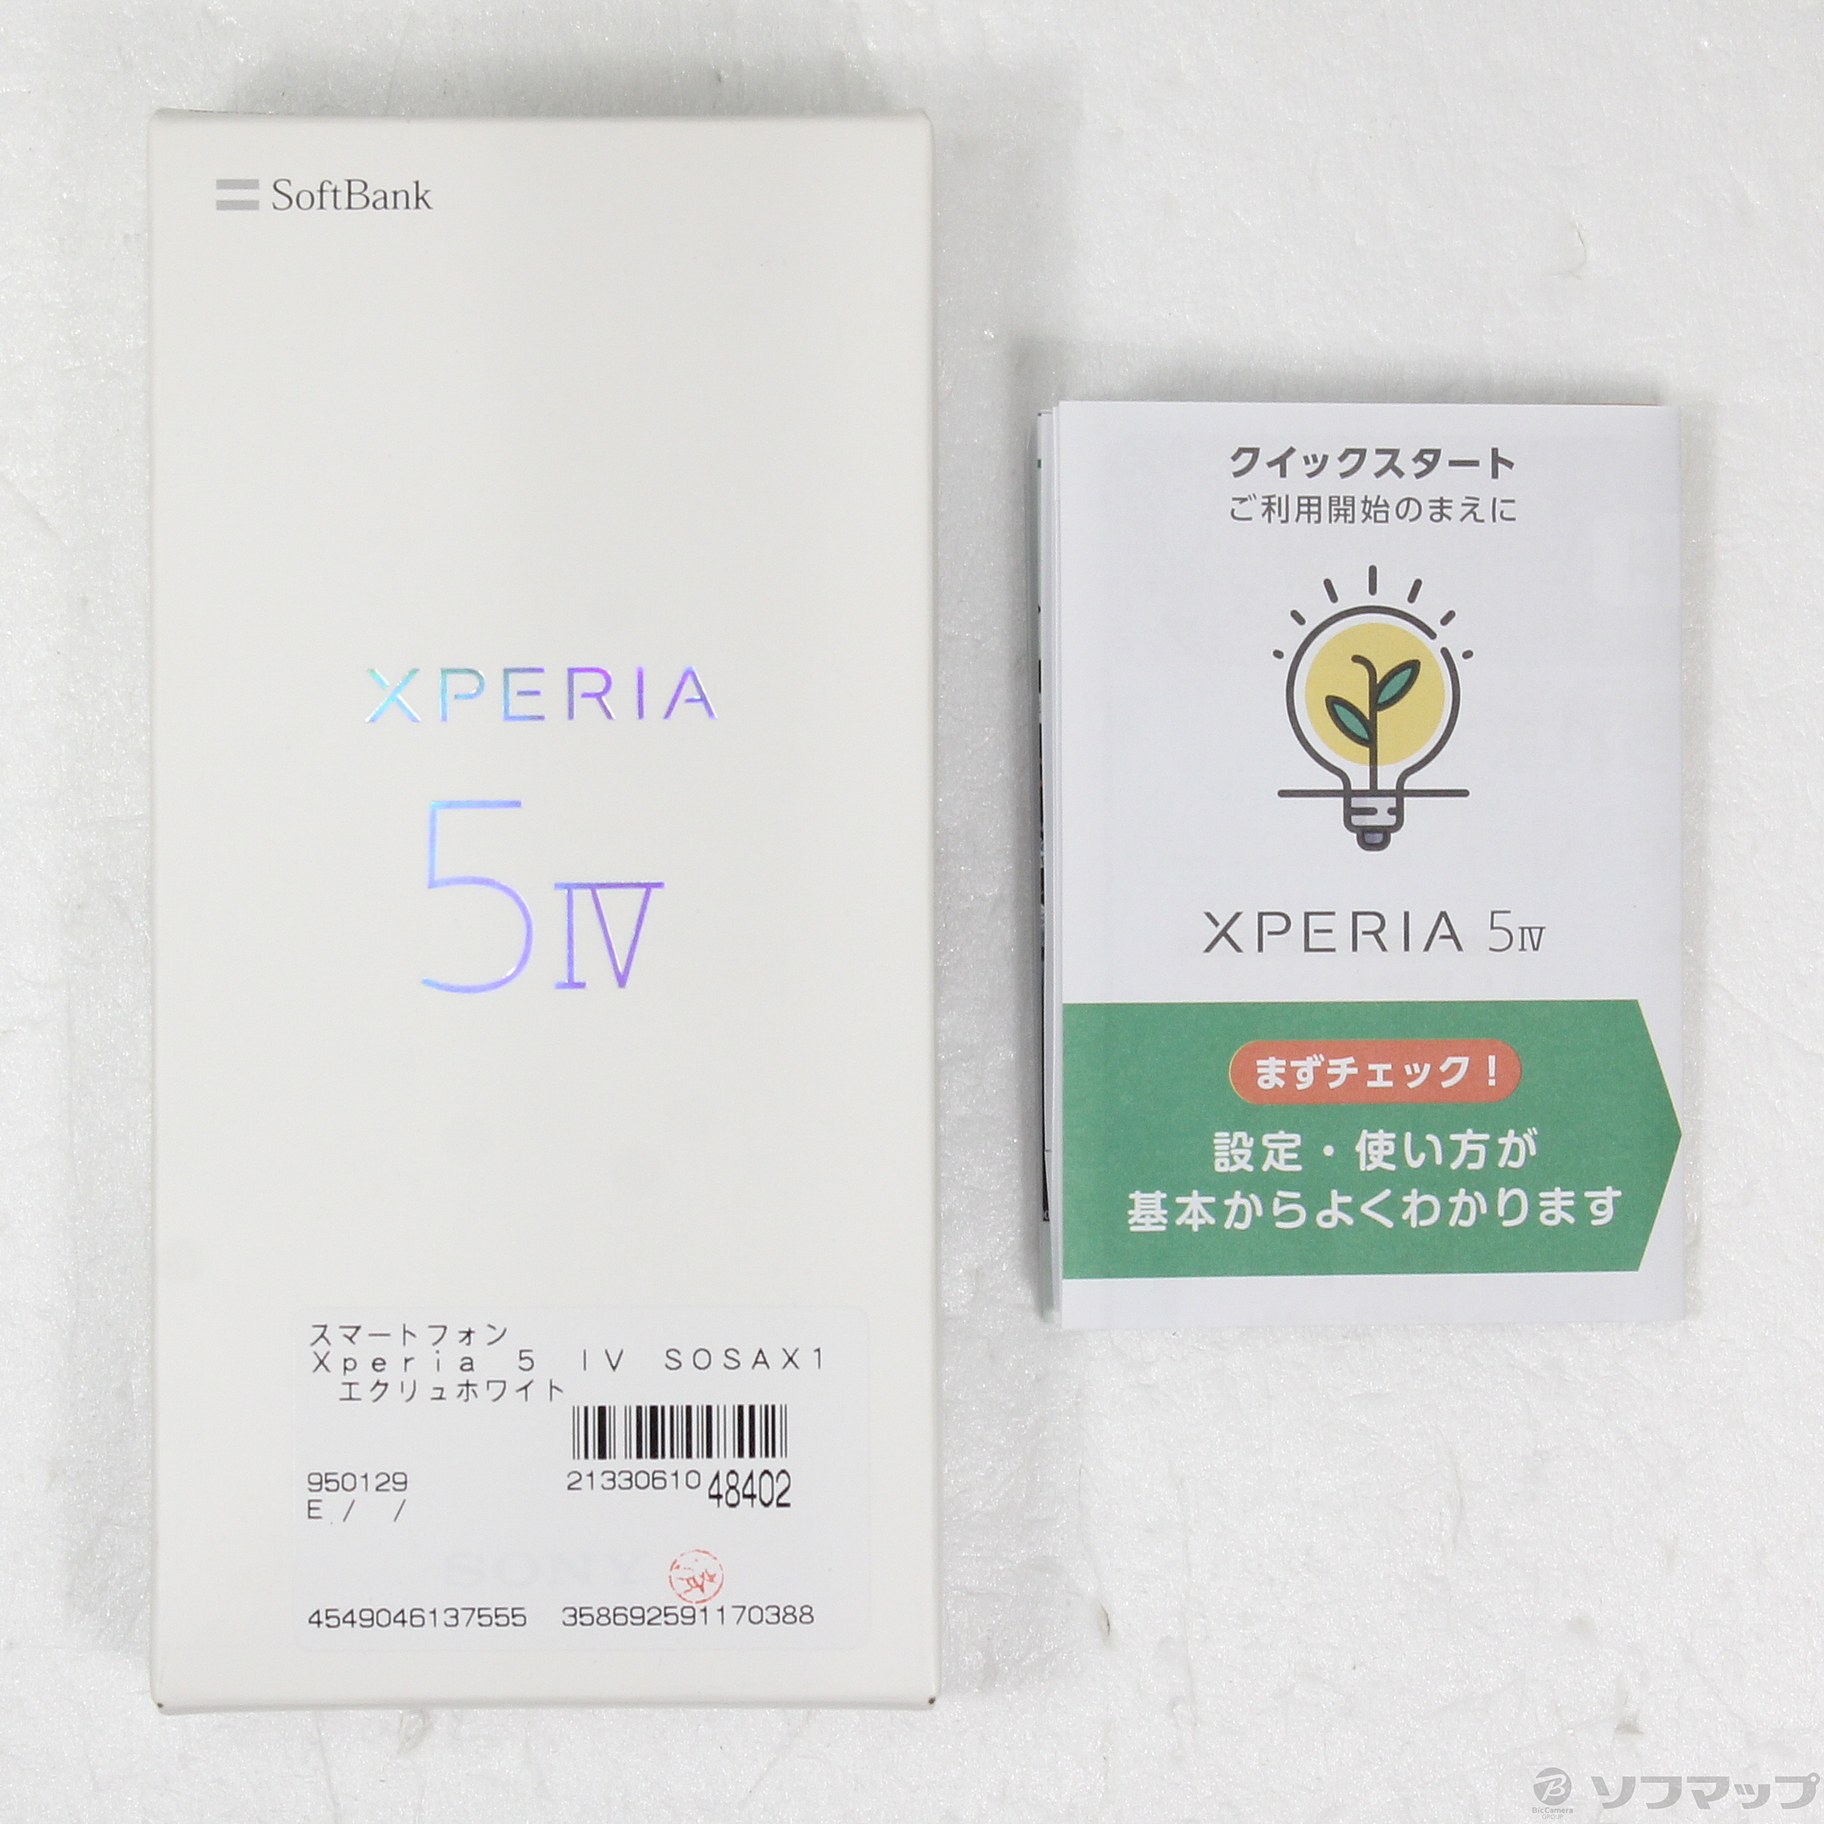 SoftBank
XPERIA
5IV
スマートフォン
Xperia 5 IV SOSAX1
エクリュホワイト
950129
2133061048402
E / /
SONY
4549046137555 358692591170388
クイックスタート
ご利用開始のまえに
XPERIA 5IV
まずチェック！
設定・使い方が
基本からよくわかります
BicCamera
GROUP
ソフマップ